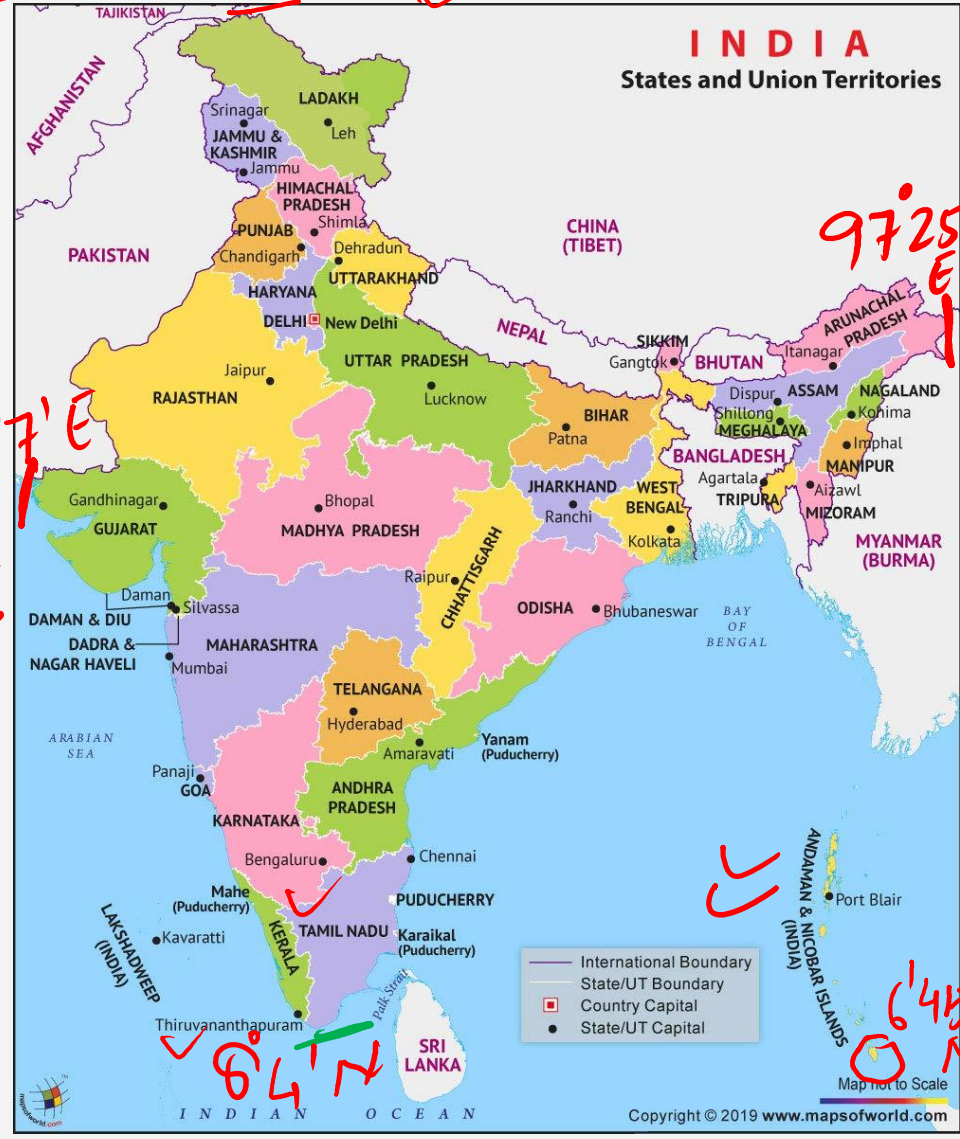 TAJIKISTAN
INDIA
States and Union Territories
AFGHANISTAN
LADAKH
Srinagar
Leh
JAMMU &
KASHMIR
Jammu
HIMACHAL
PRADESH
97°25
E
CHINA
(TIBET)
PUNJAB
Shimla
PAKISTAN
Chandigarh
Dehradun
UTTARAKHAND
HARYANA
ARUNACHAL
PRADESH
DELHI
New Delhi
NEPAL
SIKKIM
Gangtok
BHUTAN
Itanagar
UTTAR PRADESH
Jaipur
Lucknow
RAJASTHAN
Dispur
ASSAM
NAGALAND
7'E
BIHAR
Patna
Shillong
MEGHALAYA
Kohima
Imphal
MANIPUR
BANGLADESH
Agartala
TRIPURA
Aizawl
MIZORAM
JHARKHAND
Ranchi
WEST
BENGAL
Kolkata
MYANMAR
(BURMA)
Gandhinagar
GUJARAT
Bhopal
MADHYA PRADESH
CHHATTISGARH
Raipur
Daman
Silvassa
DAMAN & DIU
DADRA &
NAGAR HAVELI
ODISHA
Bhubaneswar
BAY
OF
BENGAL
MAHARASHTRA
Mumbai
TELANGANA
Hyderabad
ARABIAN
SEA
Amaravati
Yanam
(Puducherry)
Panaji
GOA
ANDHRA
PRADESH
KARNATAKA
Bengaluru
Chennai
Mahe
(Puducherry)
PUDUCHERRY
ANDAMAN & NICOBAR ISLANDS
(INDIA)
Port Blair
LAKSHADWEEP
(INDIA)
Kavaratti
KERALA
TAMIL NADU
Karaikal
(Puducherry)
Palk Strait
International Boundary
State/UT Boundary
Country Capital
State/UT Capital
Thiruvananthapuram
8°4'N
SRI
LANKA
Map not to Scale
INDIAN OCEAN
mapsofworld.com
Copyright © 2019 www.mapsofworld.com